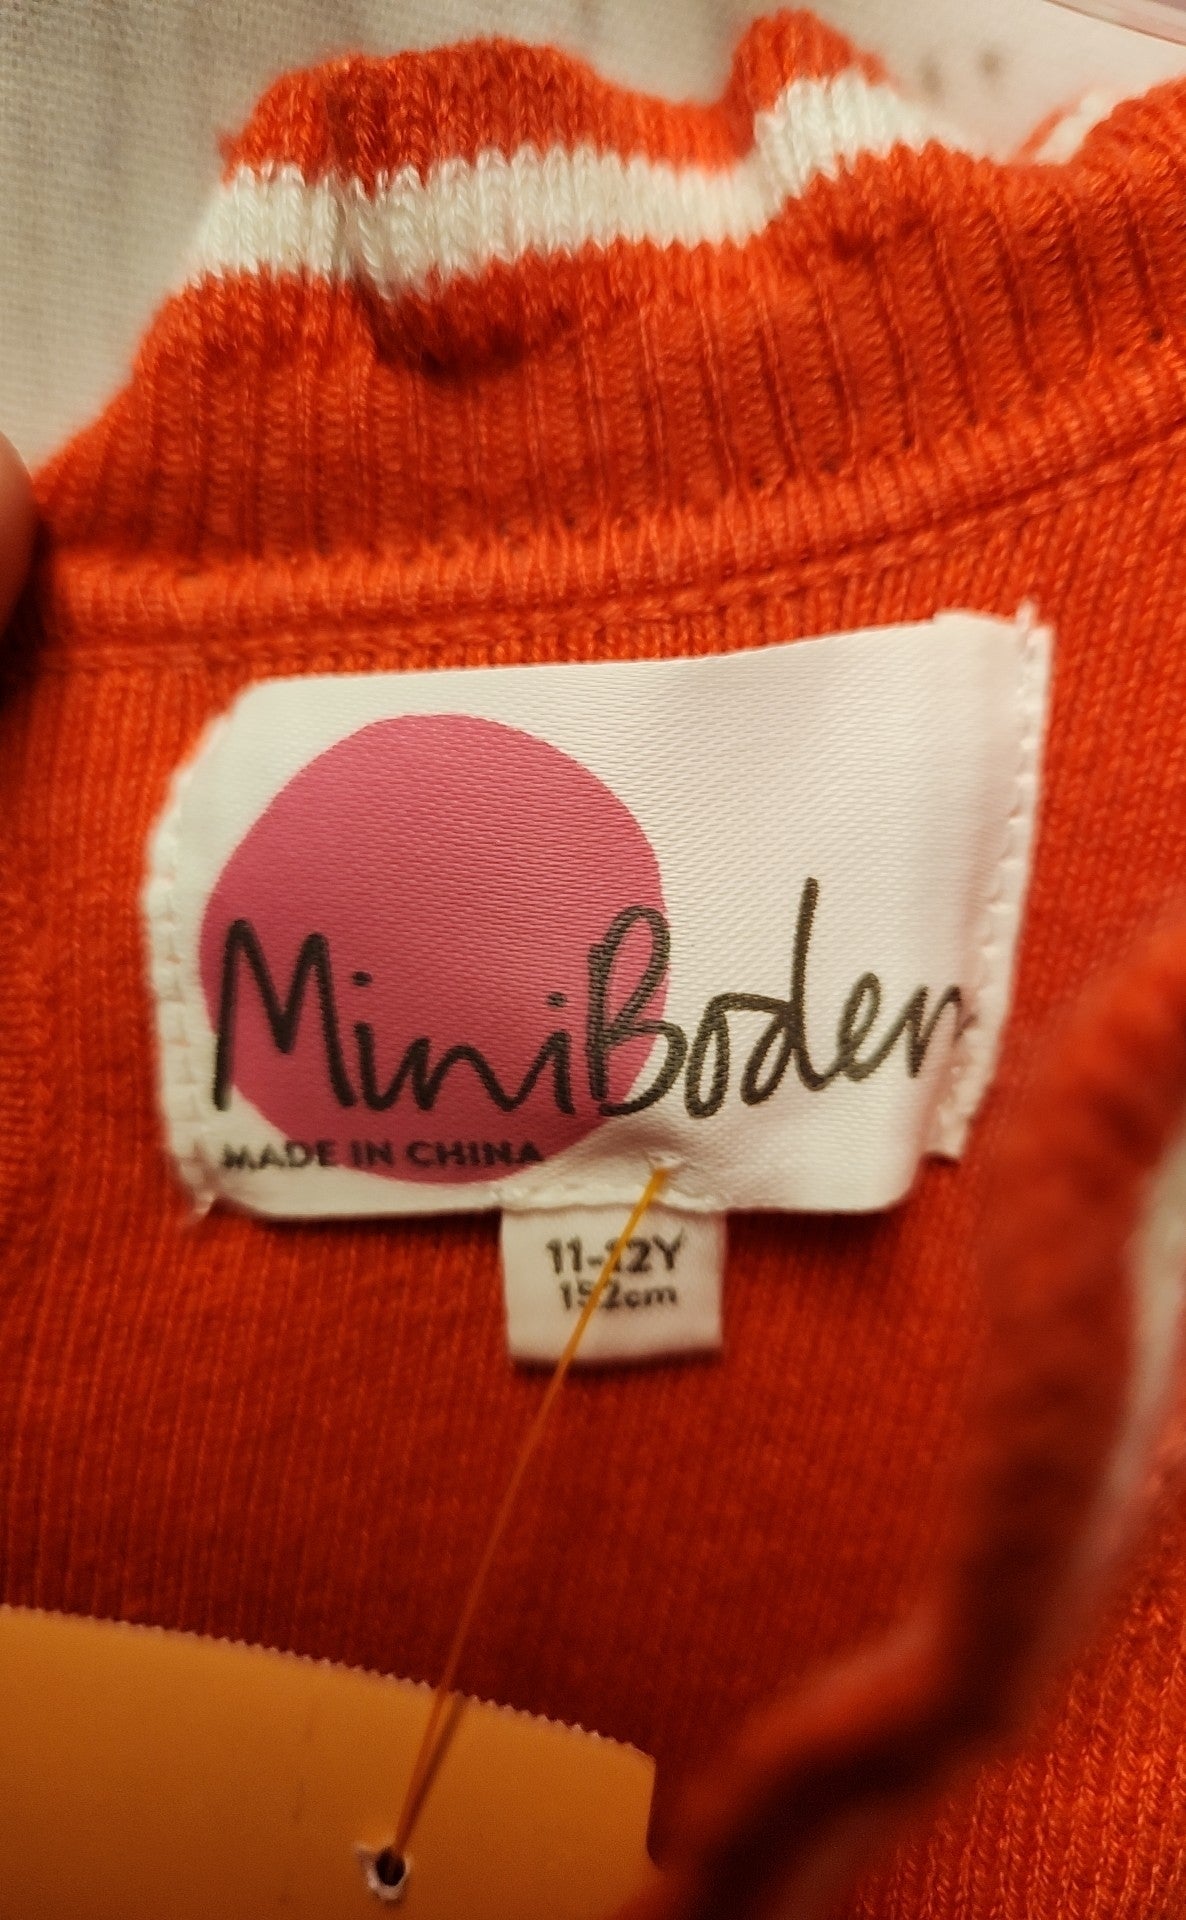 MiniBoden
MADE IN CHINA
11-12Y
152cm